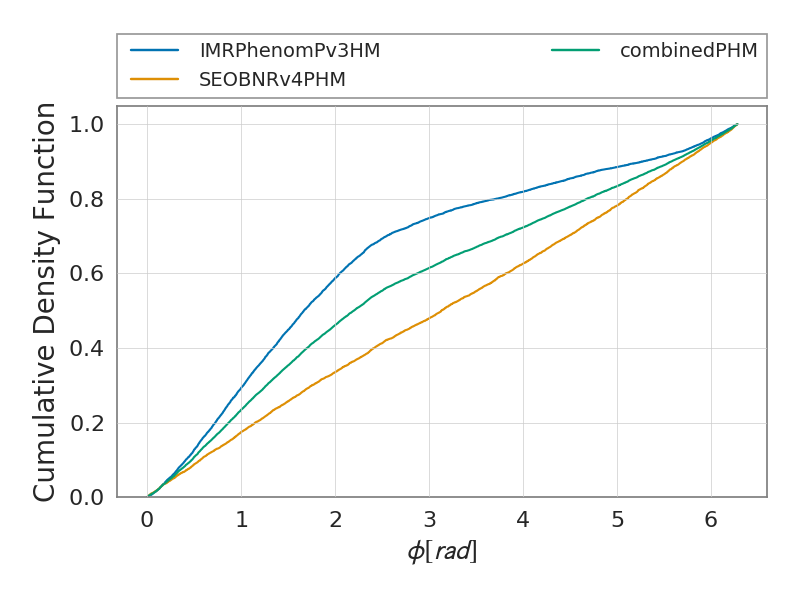 IMRPhenomPv3HM combinedPHM
SEOBNRv4PHM
Cumulative Density Function
1.0
0.8
0.6
0.4
0.2
0.0
0 1 2 3 4 5 6
ϕ[rad]